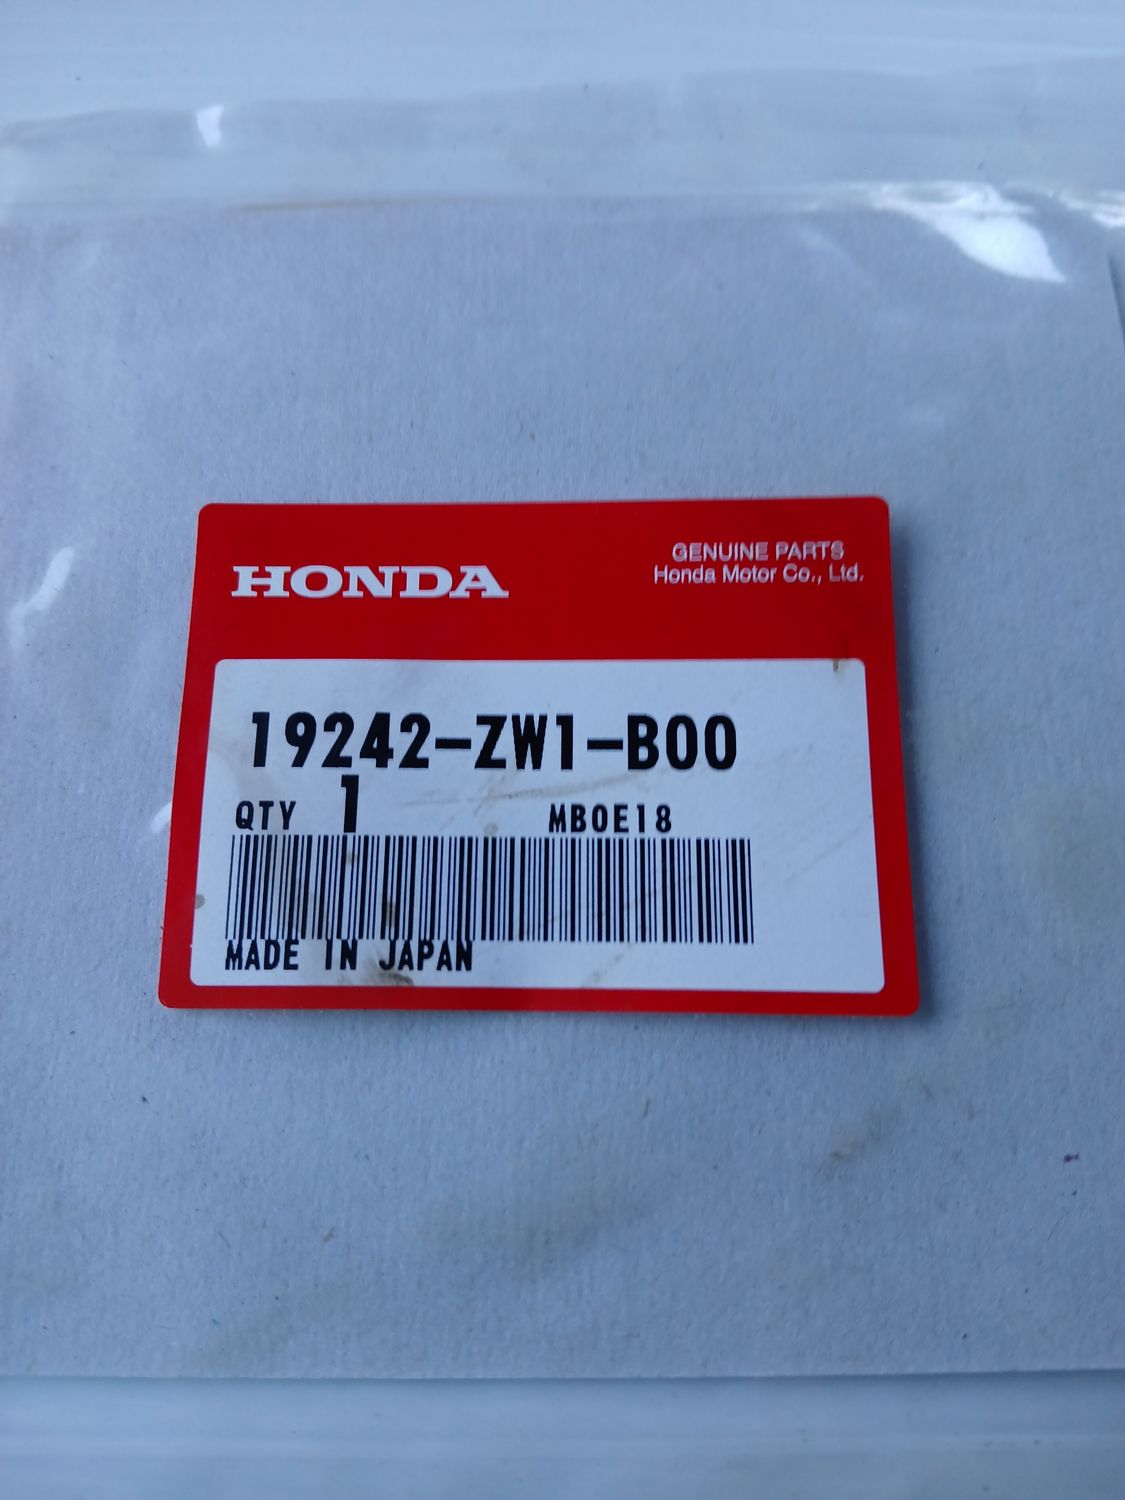 HONDA
GENUINE PARTS
Honda Motor Co., Ltd.
19242-ZW1-B00
QTY 1 MB0E18
MADE IN JAPAN